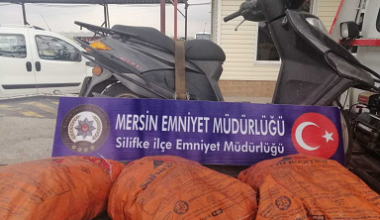 MERSİN EMNİYET MÜDÜRLÜĞÜ
Silifke ilçe Emniyet Müdürlüğü